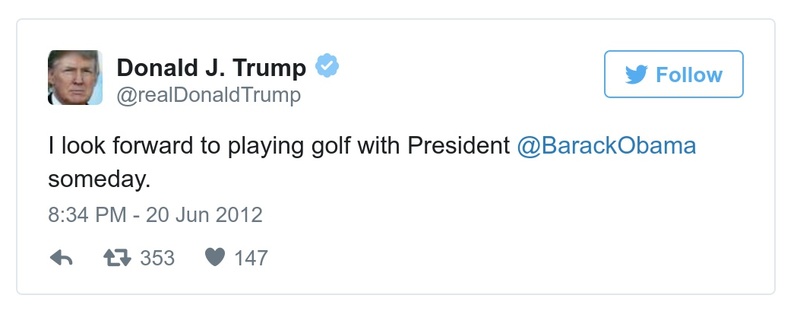 Donald J. Trump
Follow
@realDonaldTrump
I look forward to playing golf with President @BarackObama
someday.
8:34 PM - 20 Jun 2012
353 147